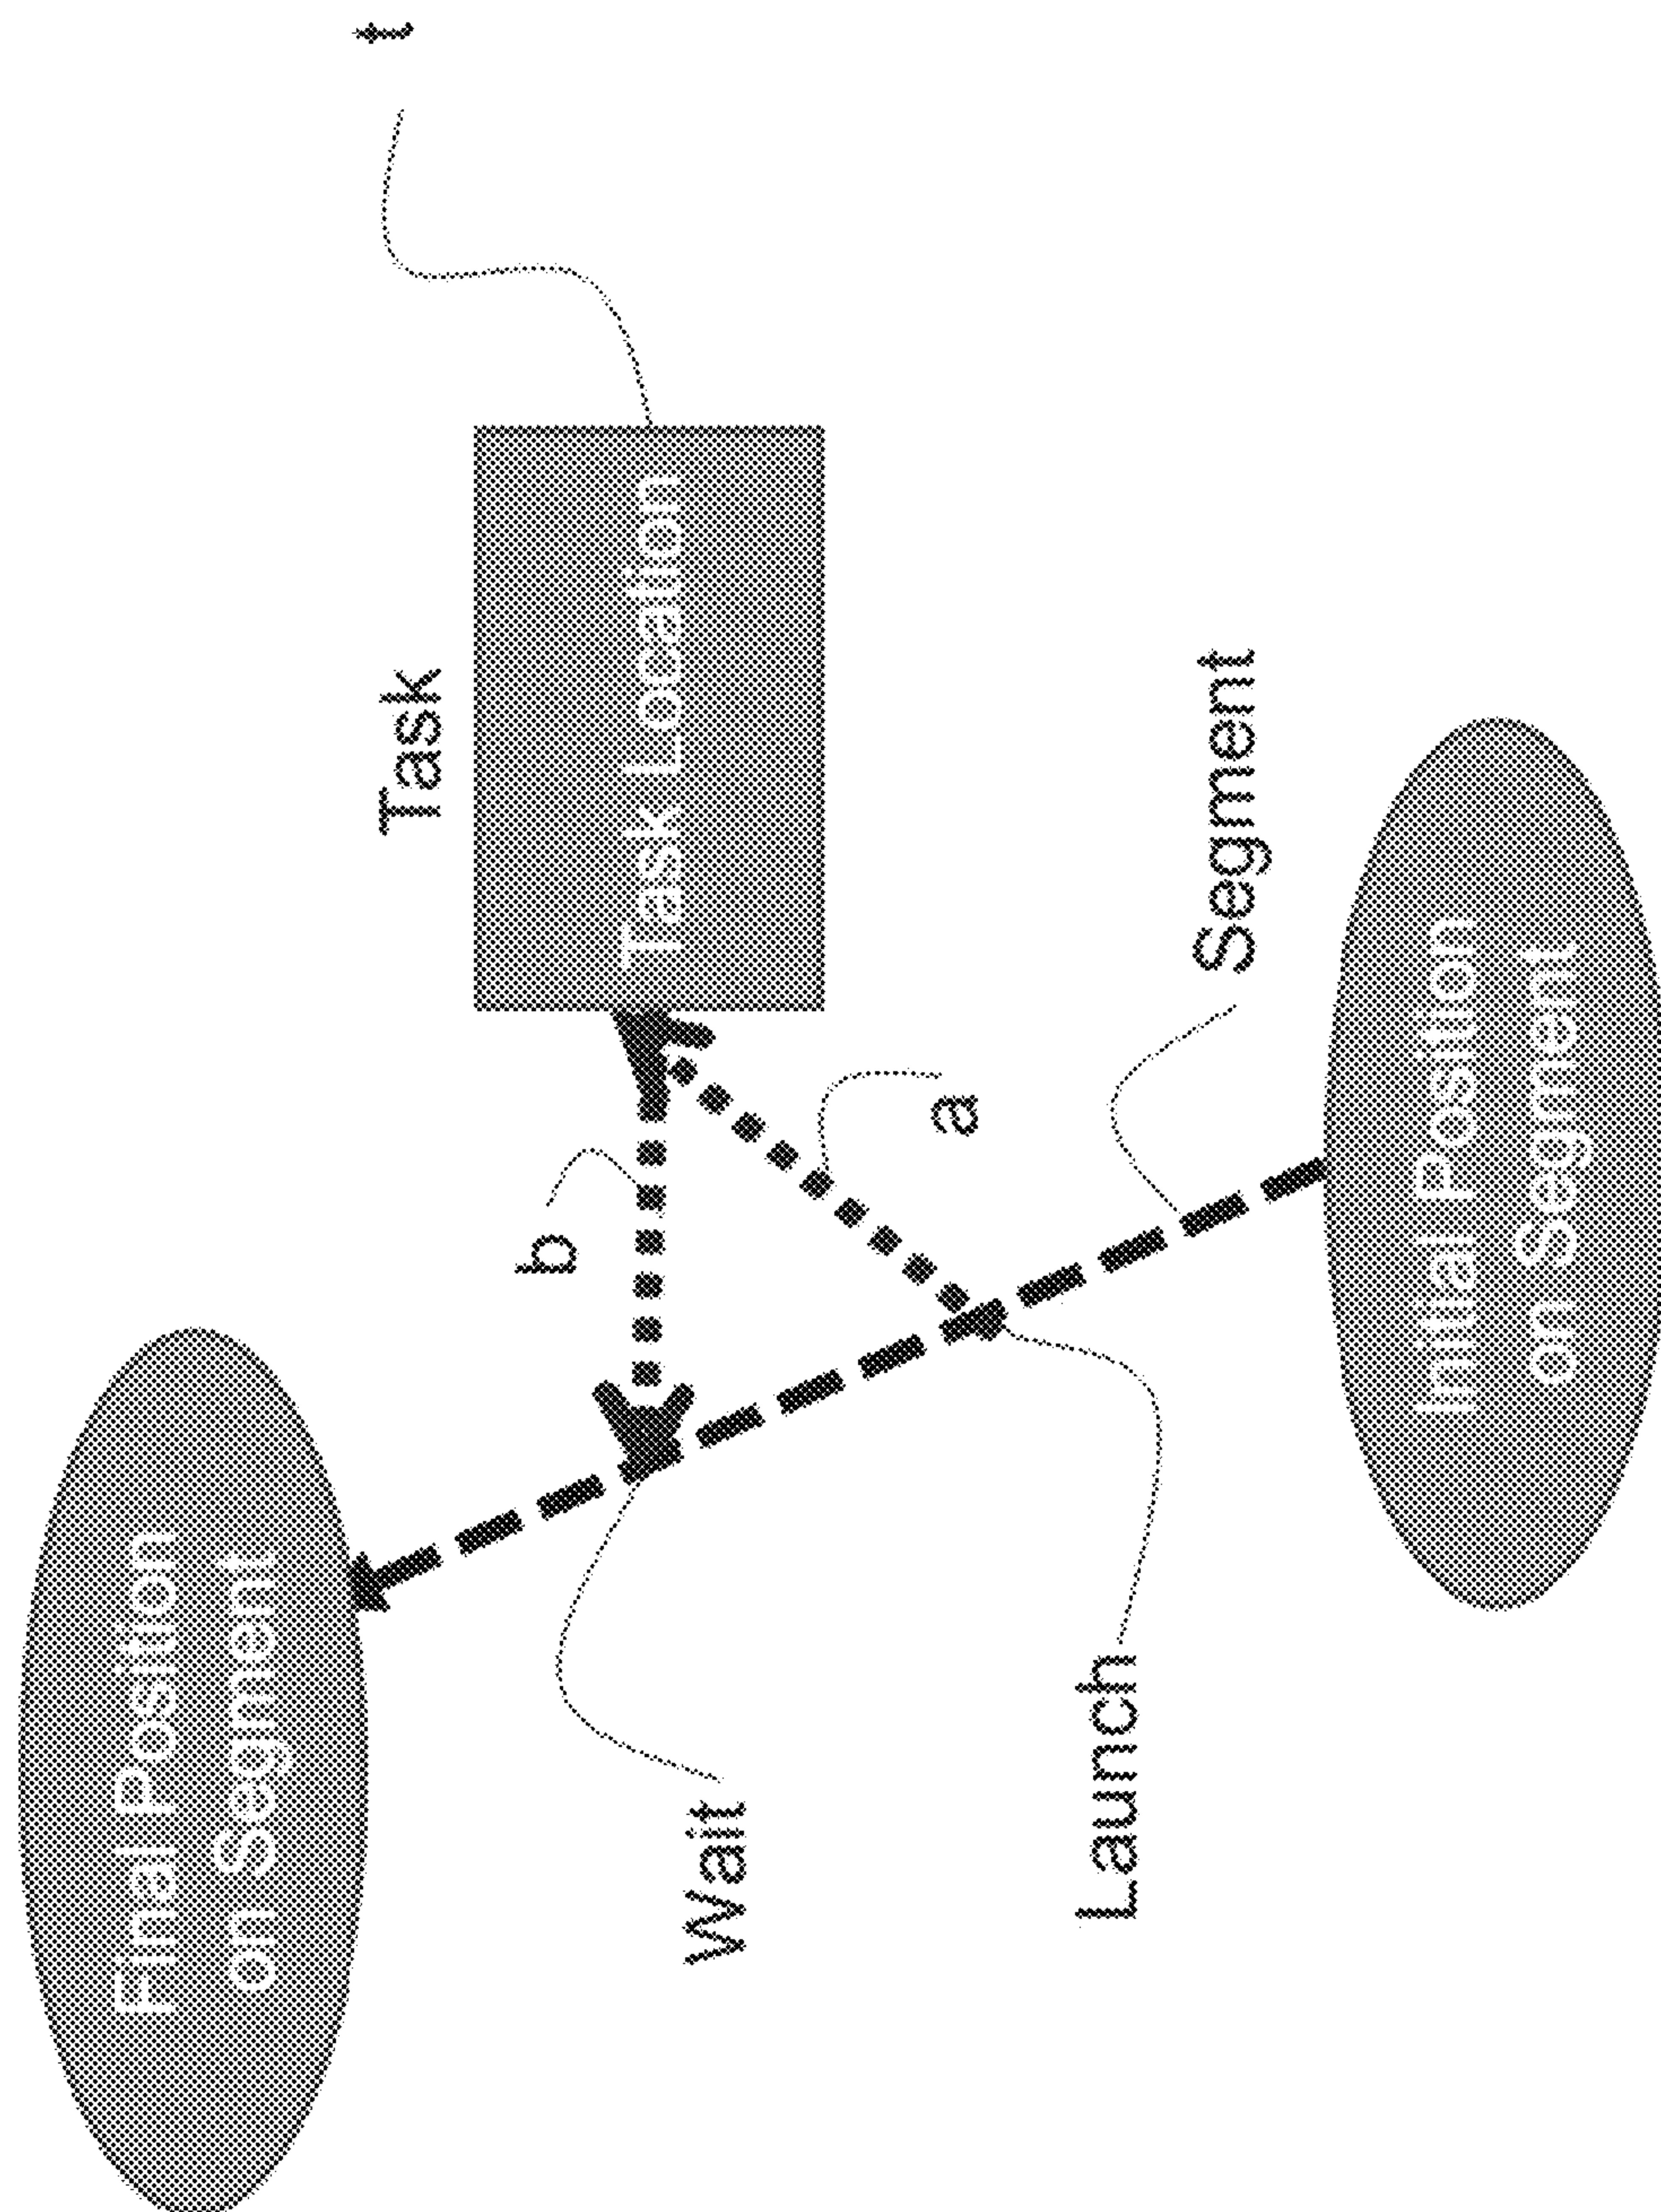 Final Position
on Segment
t
Task
b
Task Location
Wait
a
Launch
Segment
Initial Position
on Segment